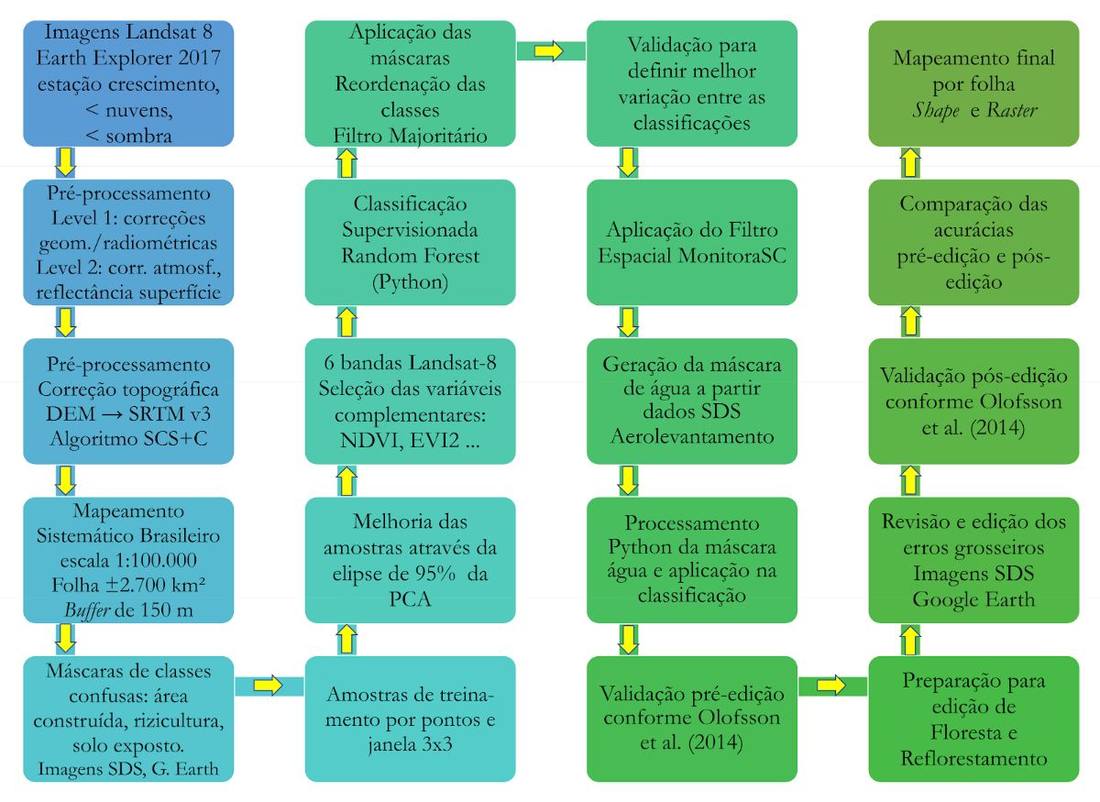 Imagens Landsat 8
Earth Explorer 2017
estação crescimento,
< nuvens,
< sombra
Pré-processamento
Level 1: correções
geom./radiométricas
Level 2: corr. atmosf.,
reflectância superfície
Pré-processamento
Correção topográfica
DEM → SRTM v3
Algoritmo SCS+C
Mapeamento
Sistemático Brasileiro
escala 1:100.000
Folha ±2.700 km²
Buffer de 150 m
Máscaras de classes
confusas: área
construída, rizicultura,
solo exposto.
Imagens SDS, G. Earth
Amostras de treina-
mento por pontos e
janela 3x3
Melhoria das
amostras através da
elipse de 95% da
PCA
6 bandas Landsat-8
Seleção das variáveis
complementares:
NDVI, EVI2 ...
Classificação
Supervisionada
Random Forest
(Python)
Aplicação das
máscaras
Reordenação das
classes
Filtro Majoritário
Validação para
definir melhor
variação entre as
classificações
Aplicação do Filtro
Espacial MonitoraSC
Geração da máscara
de água a partir
dados SDS
Aerolevantamento
Processamento
Python da máscara
água e aplicação na
classificação
Validação pré-edição
conforme Olofsson
et al. (2014)
Preparação para
edição de
Floresta e
Reflorestamento
Revisão e edição dos
erros grosseiros
Imagens SDS
Google Earth
Validação pós-edição
conforme Olofsson
et al. (2014)
Comparação das
acurácias
pré-edição e pós-
edição
Mapeamento final
por folha
Shape e Raster